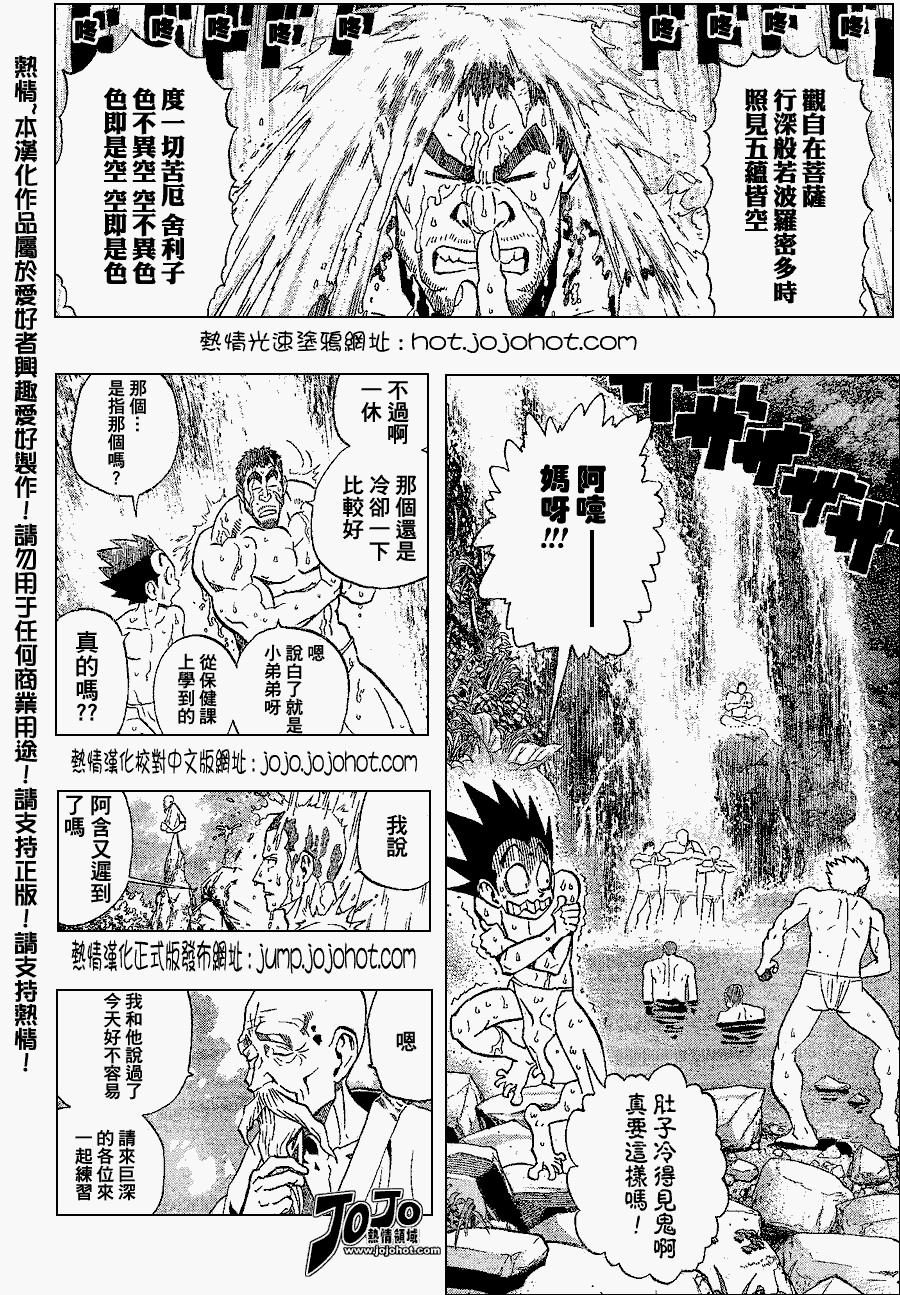 熱情，本漢化作品屬於愛好者興趣愛好製作！請勿用于任何商業用途！請支持正版！請支持熱情！
咚 咚 咚 咚 咚 咚 咚 咚
觀自在菩薩
行深般若波羅密多時
照見五蘊皆空
度一切苦厄 舍利子
色不異空 空不異色
色即是空 空即是色
熱情光速塗鴉網址：hot.jojohot.com
ザザザザザ
阿嚏——
媽呀!!!
肚子冷得見鬼啊
真要這樣嗎！
不過啊
一休
那個還是
冷卻一下
比較好
那個…
是指那個嗎？
嗯
說白了就是
小弟弟呀
從保健課
上學到的
真的嗎??
熱情漢化校對中文版網址：jojo.jojohot.com
我說
阿含又遲到
了嗎
熱情漢化正式版發布網址：jump.jojohot.com
嗯
我和他說過了
今天好不容易
請來巨深
的各位來
一起練習
JOJO
熱情領域
www.jojohot.com